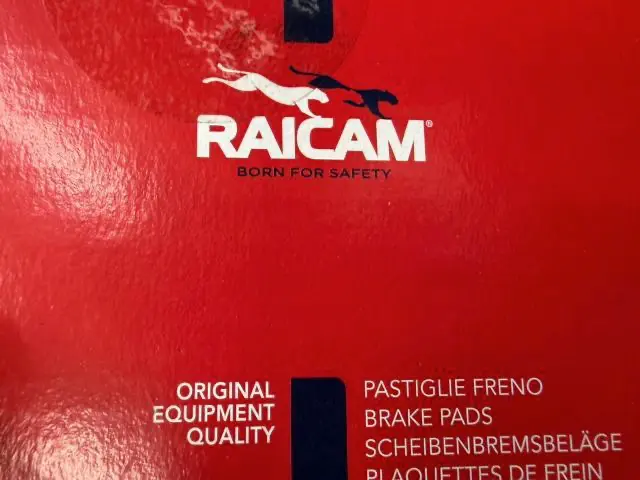 RAICAM®
BORN FOR SAFETY
ORIGINAL
EQUIPMENT
QUALITY
PASTIGLIE FRENO
BRAKE PADS
SCHEIBENBREMSBELÄGE
PLAQUETTES DE FREIN